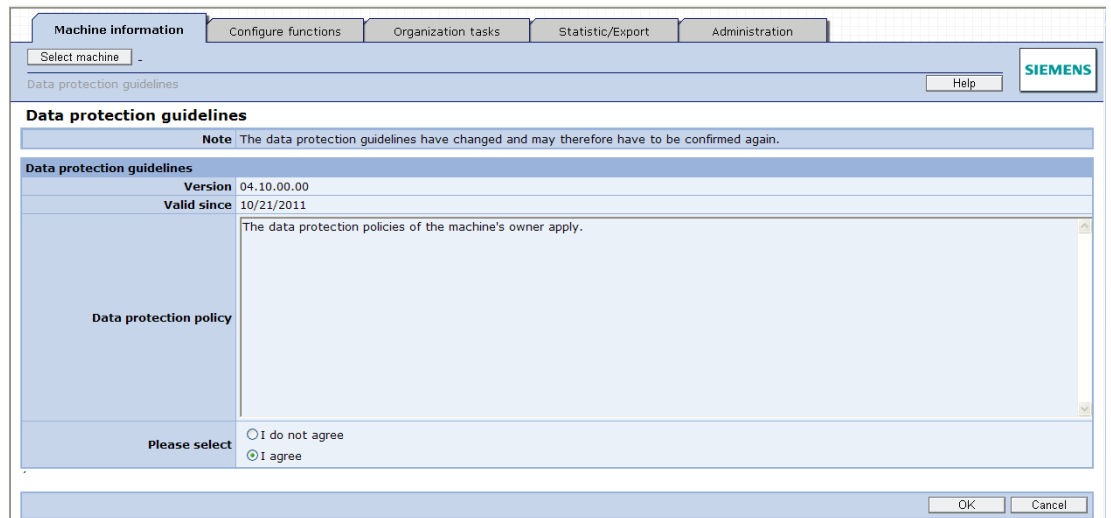 Machine information Configure functions Organization tasks Statistic/Export Administration
Select machine -
SIEMENS
Data protection guidelines Help
Data protection guidelines
Note The data protection guidelines have changed and may therefore have to be confirmed again.
Data protection guidelines
Version 04.10.00.00
Valid since 10/21/2011
The data protection policies of the machine's owner apply.
Data protection policy
I do not agree
Please select
I agree
OK Cancel